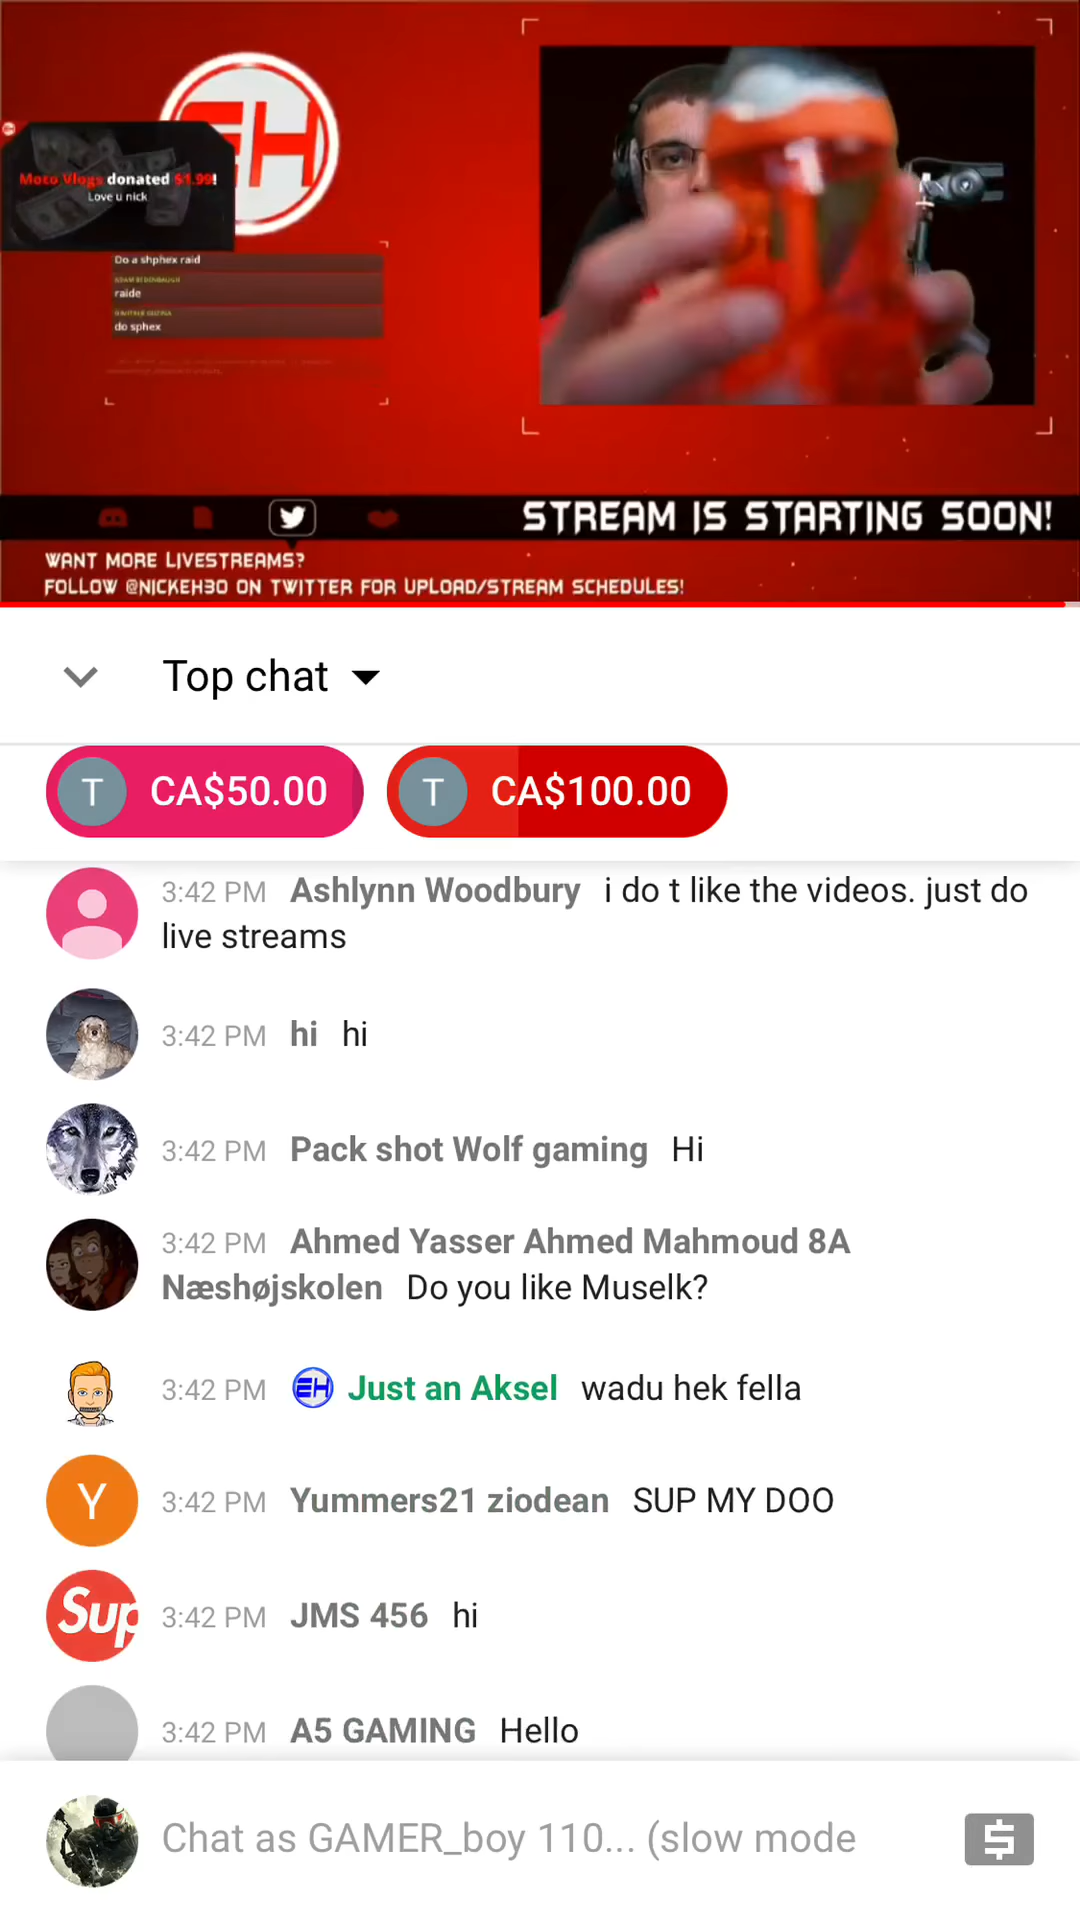 EH
Moto Vlogs donated $1.99!
Love u nick
Do a shphex raid
raide
do sphex
STREAM IS STARTING SOON!
WANT MORE LIVESTREAMS?
FOLLOW @NICKEH30 ON TWITTER FOR UPLOAD/STREAM SCHEDULES!
Top chat
T CA$50.00 T CA$100.00
3:42 PM Ashlynn Woodbury i do t like the videos. just do
live streams
3:42 PM hi hi
3:42 PM Pack shot Wolf gaming Hi
3:42 PM Ahmed Yasser Ahmed Mahmoud 8A
Næshøjskolen Do you like Muselk?
3:42 PM EH Just an Aksel wadu hek fella
Y 3:42 PM Yummers21 ziodean SUP MY DOO
Sup 3:42 PM JMS 456 hi
3:42 PM A5 GAMING Hello
Chat as GAMER_boy 110... (slow mode
$